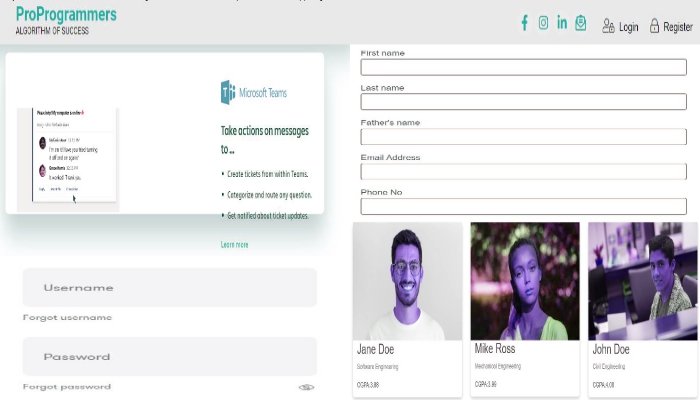 ProProgrammers
ALGORITHM OF SUCCESS
Login
Register
Microsoft Teams
Take actions on messages
to ...
• Create tickets from within Teams.
• Categorize and route any question.
• Get notified about ticket updates.
Learn more
Username
Forgot username
Password
Forgot password
First name
Last name
Father's name
Email Address
Phone No
Jane Doe
Software Engineering
CGPA:3.88
Mike Ross
Mechanical Engineering
CGPA:3.99
John Doe
Civil Engineering
CGPA:4.00